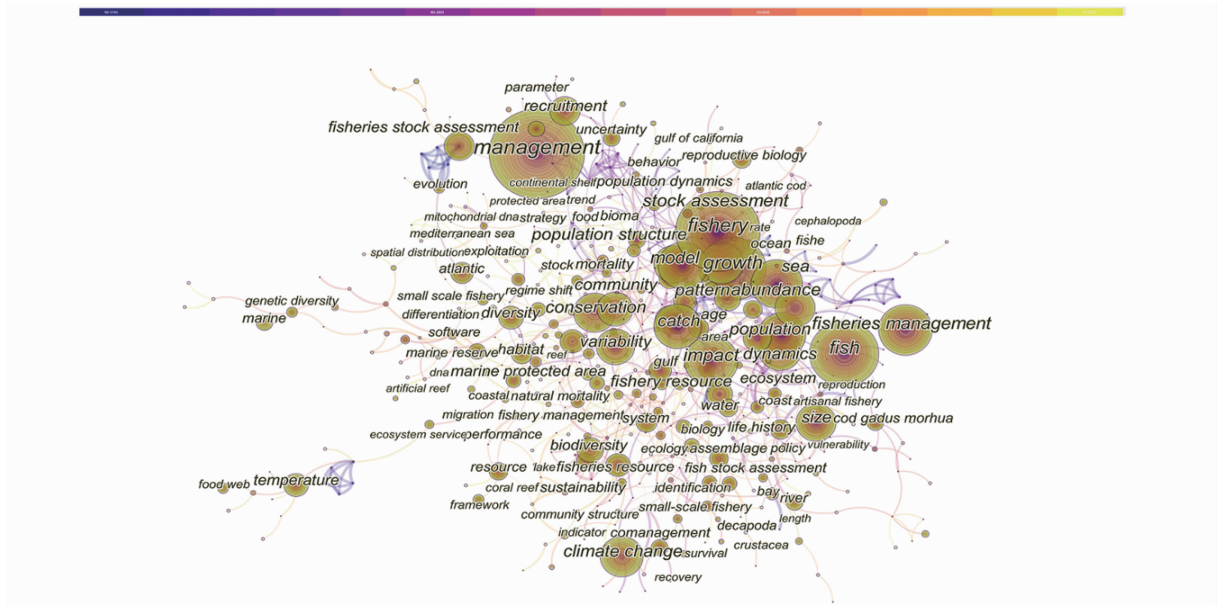 parameter
recruitment
fisheries stock assessment
uncertainty
management
gulf of california
behavior
reproductive biology
evolution
continental shelf
population dynamics
atlantic cod
protected area
trend
stock assessment
mitochondrial dna
strategy
food
bioma
fishery
rate
cephalopoda
mediterranean sea
population structure
ocean
fishe
spatial distribution
exploitation
stock
mortality
model
growth
sea
atlantic
regime shift
community
pattern
abundance
genetic diversity
small scale fishery
marine
differentiation
diversity
conservation
catch
age
population
fisheries management
software
area
marine reserve
habitat
reef
variability
gulf
impact
dynamics
fish
dna
marine protected area
fishery resource
ecosystem
reproduction
artificial reef
coastal
natural mortality
water
coast
artisanal fishery
migration
fishery management
system
size
cod gadus morhua
ecosystem service
performance
biology
life history
vulnerability
biodiversity
ecology
assemblage
policy
resource
lake
fisheries resource
fish stock assessment
food web
temperature
coral reef
sustainability
identification
bay
river
framework
community structure
small-scale fishery
length
indicator
comanagement
decapoda
climate change
survival
crustacea
recovery